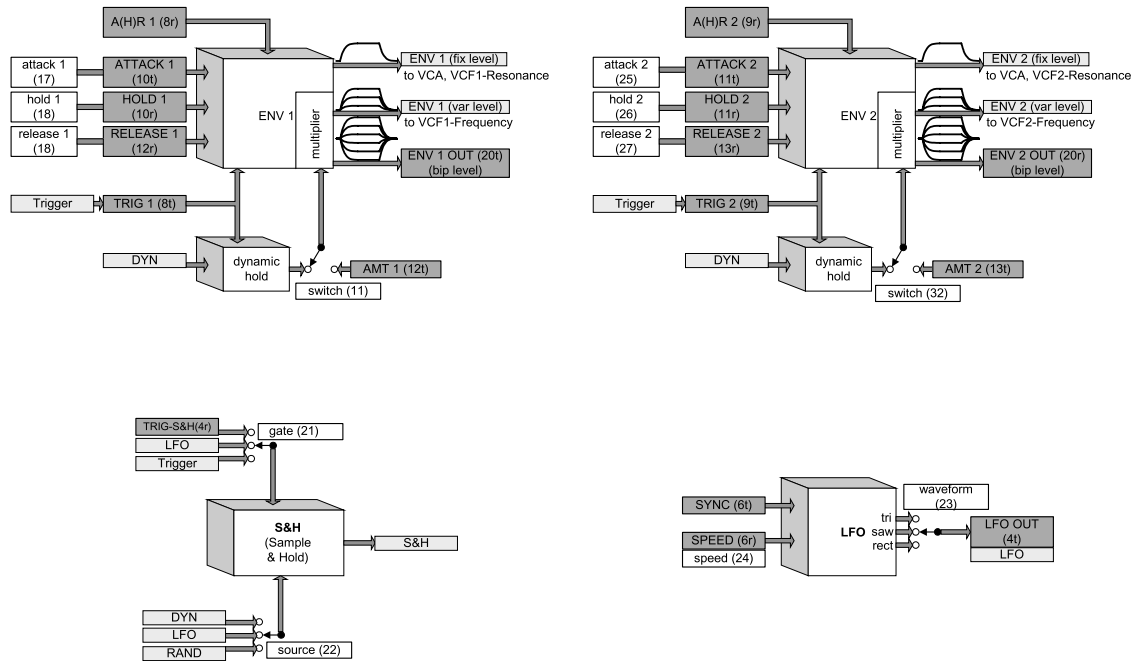 A(H)R 1 (8r)
attack 1
(17)
ATTACK 1
(10t)
hold 1
(18)
HOLD 1
(10r)
release 1
(18)
RELEASE 1
(12r)
ENV 1
multiplier
ENV 1 (fix level)
to VCA, VCF1-Resonance
ENV 1 (var level)
to VCF1-Frequency
ENV 1 OUT (20t)
(bip level)
Trigger
TRIG 1 (8t)
DYN
dynamic
hold
AMT 1 (12t)
switch (11)
A(H)R 2 (9r)
attack 2
(25)
ATTACK 2
(11t)
hold 2
(26)
HOLD 2
(11r)
release 2
(27)
RELEASE 2
(13r)
ENV 2
multiplier
ENV 2 (fix level)
to VCA, VCF2-Resonance
ENV 2 (var level)
to VCF2-Frequency
ENV 2 OUT (20r)
(bip level)
Trigger
TRIG 2 (9t)
DYN
dynamic
hold
AMT 2 (13t)
switch (32)
TRIG-S&H(4r)
LFO
Trigger
gate (21)
S&H
(Sample
& Hold)
S&H
DYN
LFO
RAND
source (22)
SYNC (6t)
SPEED (6r)
speed (24)
LFO
tri
saw
rect
waveform
(23)
LFO OUT
(4t)
LFO